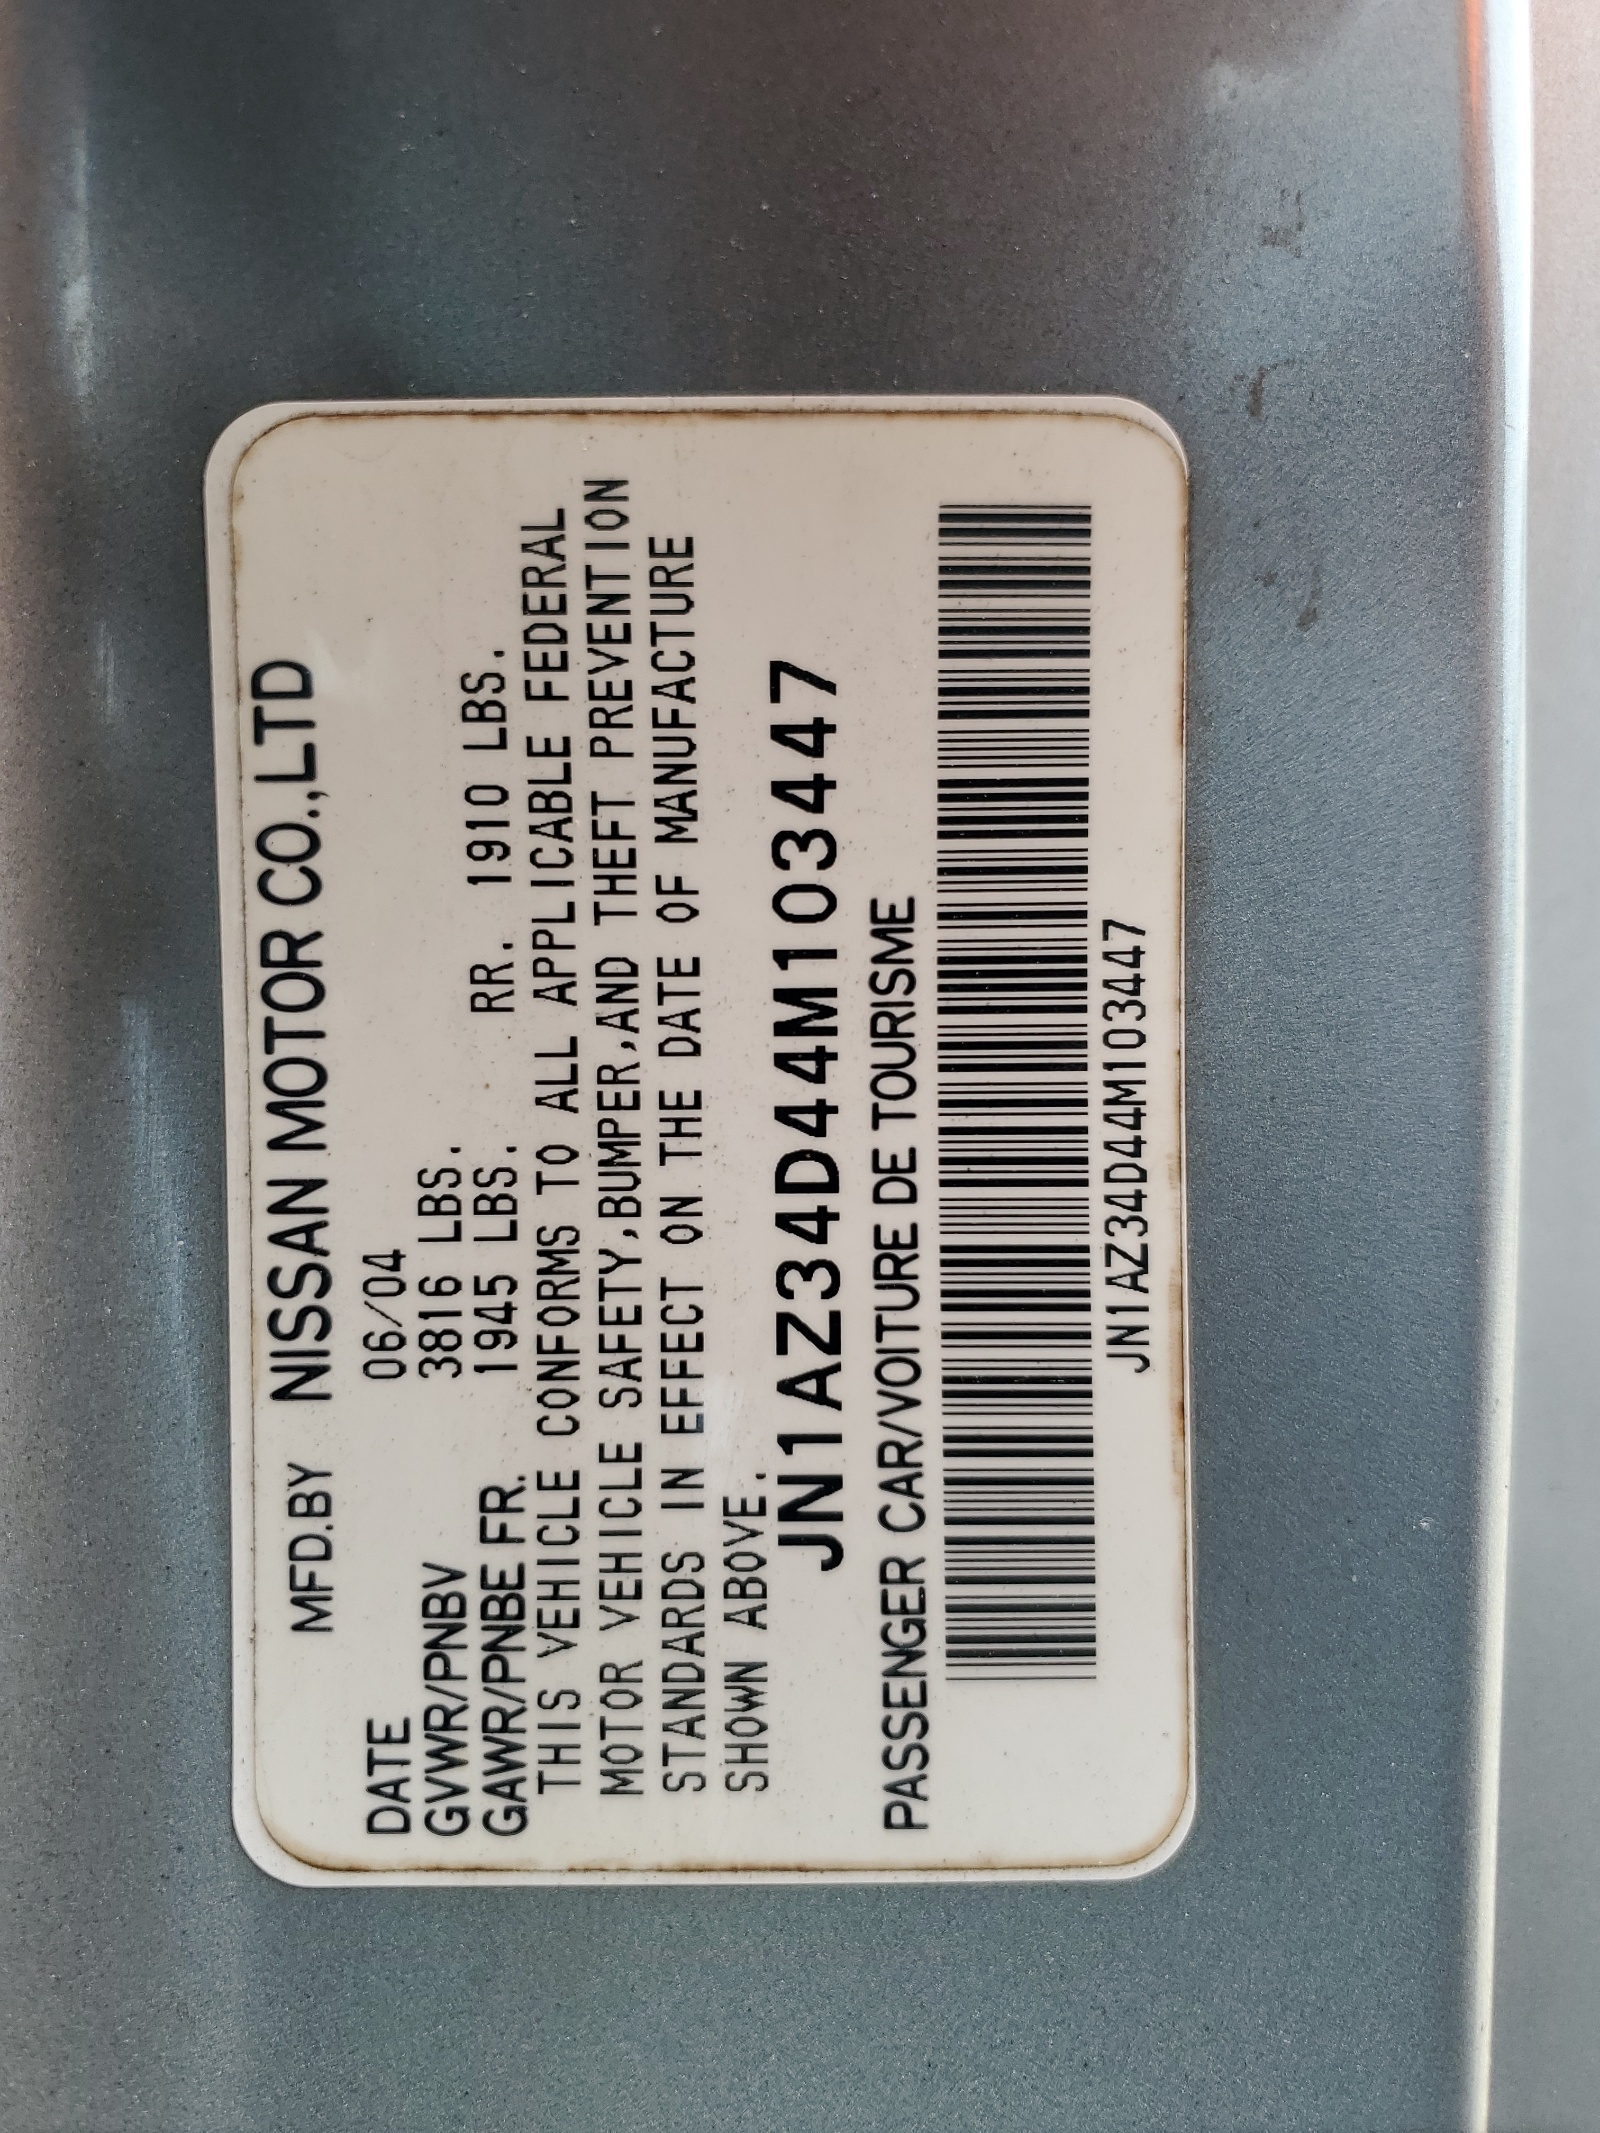 MFD.BY NISSAN MOTOR CO.,LTD
DATE 06/04
GVWR/PNBV 3816 LBS.
GAWR/PNBE FR. 1945 LBS. RR. 1910 LBS.
THIS VEHICLE CONFORMS TO ALL APPLICABLE FEDERAL
MOTOR VEHICLE SAFETY,BUMPER,AND THEFT PREVENTION
STANDARDS IN EFFECT ON THE DATE OF MANUFACTURE
SHOWN ABOVE.
JN1AZ34D44M103447
PASSENGER CAR/VOITURE DE TOURISME
JN1AZ34D44M103447